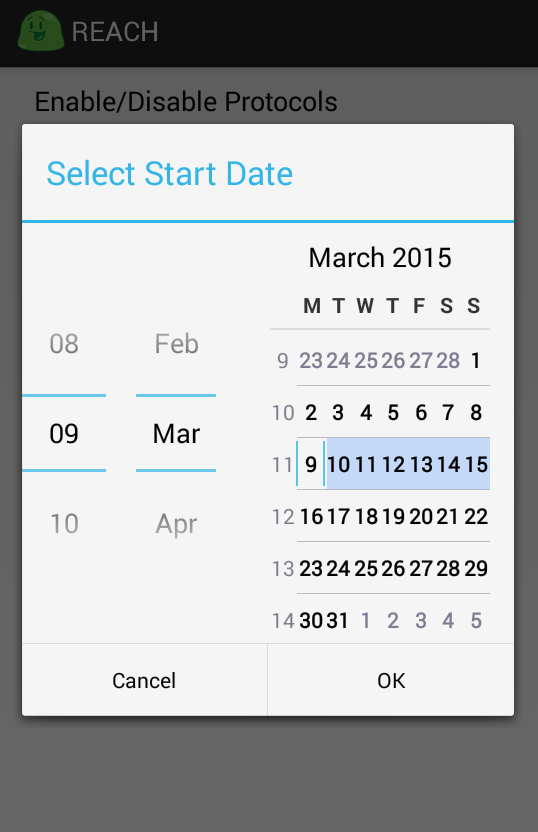 REACH
Enable/Disable Protocols
Select Start Date
08 Feb
09 Mar
10 Apr
March 2015
M T W T F S S
9 23 24 25 26 27 28 1
10 2 3 4 5 6 7 8
11 9 10 11 12 13 14 15
12 16 17 18 19 20 21 22
13 23 24 25 26 27 28 29
14 30 31 1 2 3 4 5
Cancel OK